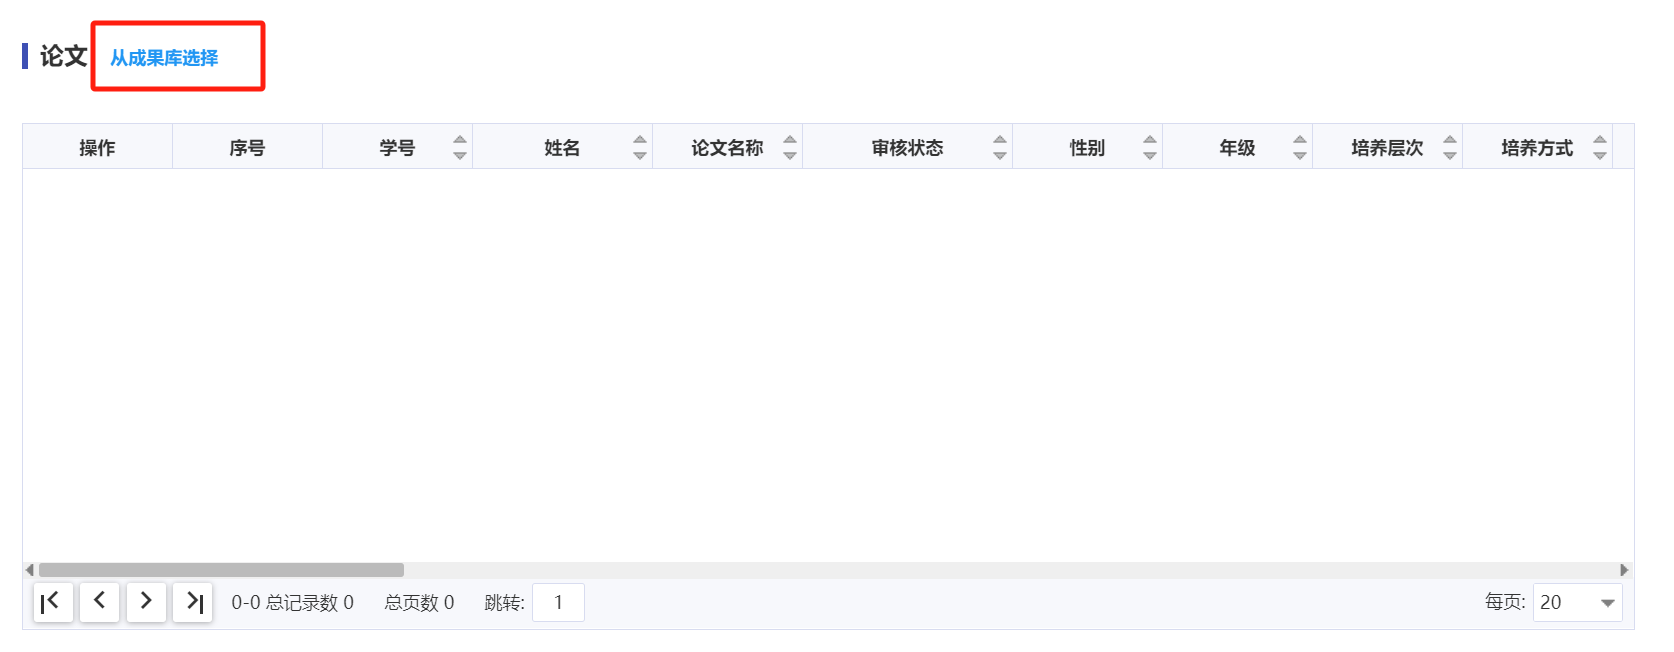 论文 从成果库选择
操作 序号 学号 姓名 论文名称 审核状态 性别 年级 培养层次 培养方式
0-0 总记录数 0 总页数 0 跳转: 1 每页: 20